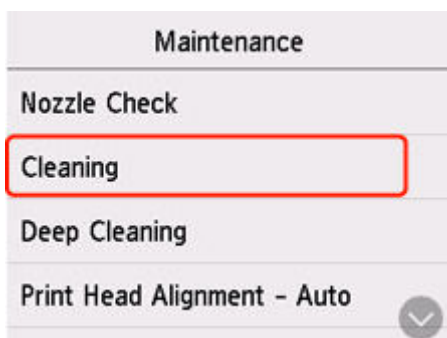 Maintenance
Nozzle Check
Cleaning
Deep Cleaning
Print Head Alignment - Auto